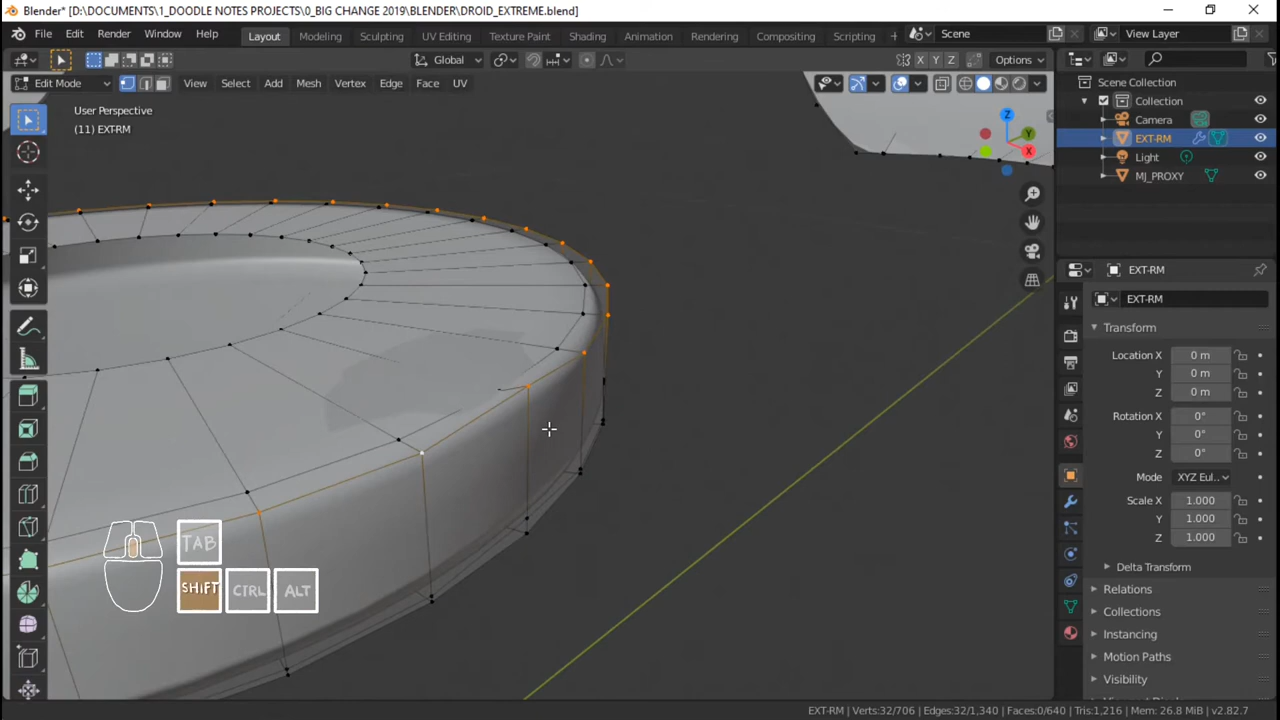 Blender* [D:\DOCUMENTS\1_DOODLE NOTES PROJECTS\0_BIG CHANGE 2019\BLENDER\DROID_EXTREME.blend]
File Edit Render Window Help Layout Modeling Sculpting UV Editing Texture Paint Shading Animation Rendering Compositing Scripting Scene View Layer
Global X Y Z Options
Edit Mode View Select Add Mesh Vertex Edge Face UV
User Perspective
(11) EXT-RM
Z
Y
X
Scene Collection
Collection
Camera
EXT-RM
Light
MJ_PROXY
EXT-RM
EXT-RM
Transform
Location X 0 m
Y 0 m
Z 0 m
Rotation X 0°
Y 0°
Z 0°
Mode XYZ Eul..
Scale X 1.000
Y 1.000
Z 1.000
Delta Transform
Relations
Collections
Instancing
Motion Paths
Visibility
TAB
SHIFT CTRL ALT
EXT-RM | Verts:32/706 | Edges:32/1,340 | Faces:0/640 | Tris:1,216 | Mem: 26.8 MiB | v2.82.7